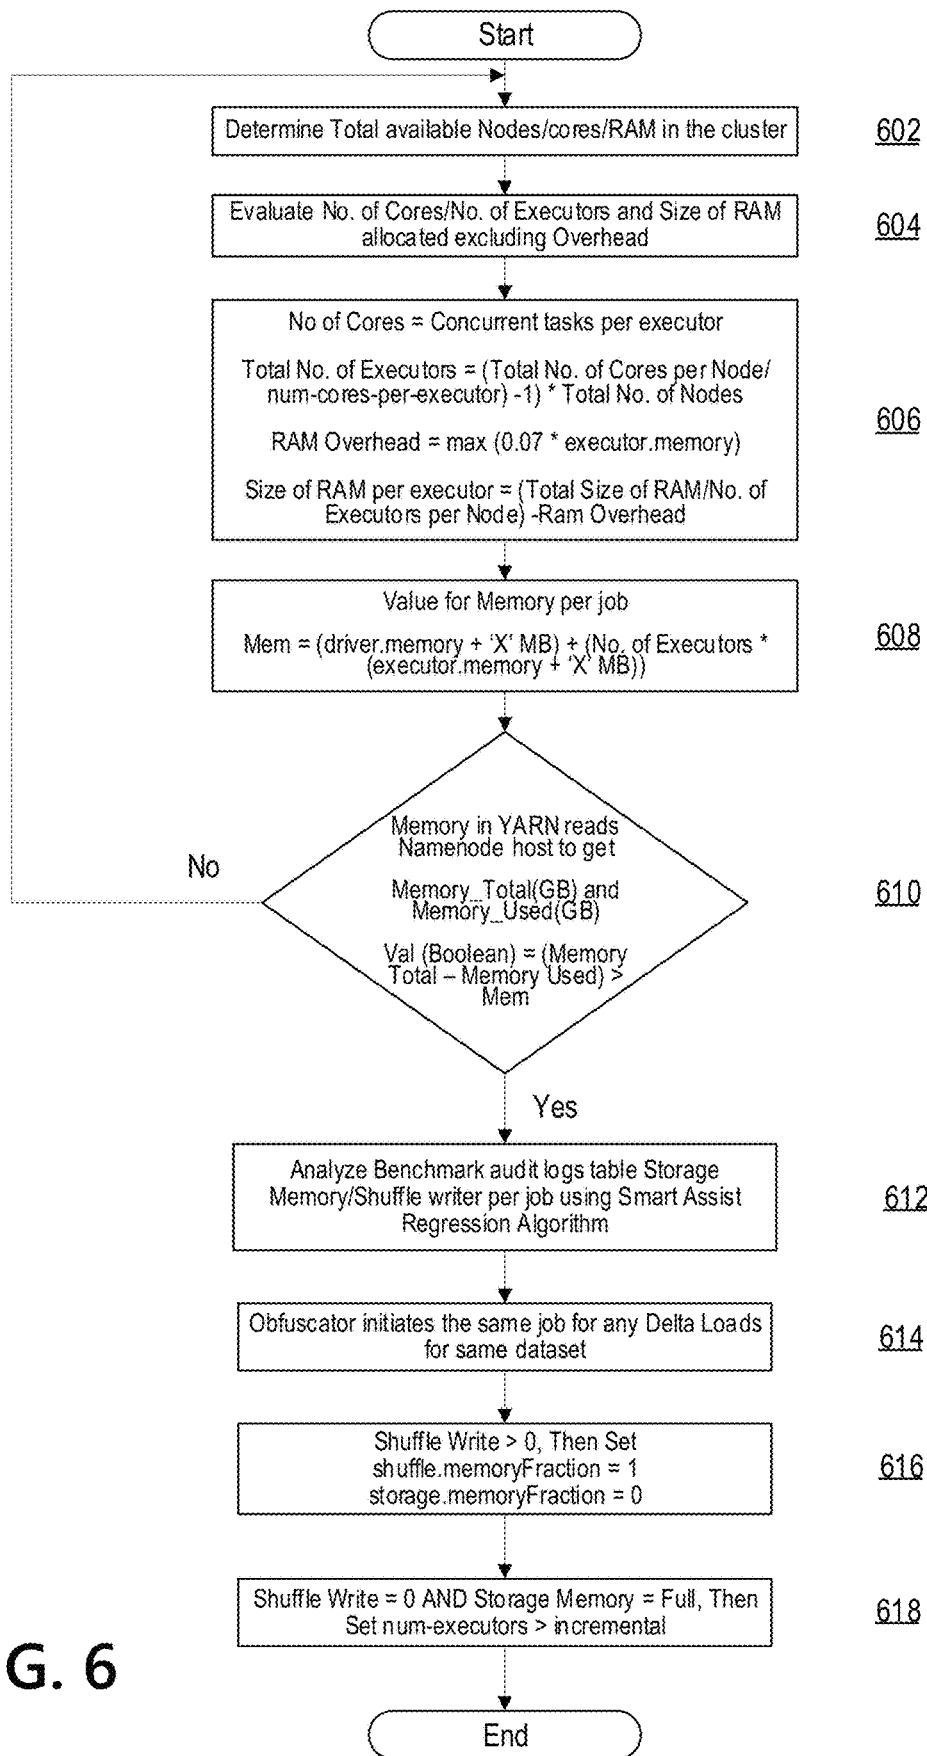 Start
Determine Total available Nodes/cores/RAM in the cluster
602
Evaluate No. of Cores/No. of Executors and Size of RAM
allocated excluding Overhead
604
No of Cores = Concurrent tasks per executor
Total No. of Executors = (Total No. of Cores per Node/
num-cores-per-executor) -1) * Total No. of Nodes
RAM Overhead = max (0.07 * executor.memory)
Size of RAM per executor = (Total Size of RAM/No. of
Executors per Node) -Ram Overhead
606
Value for Memory per job
Mem = (driver.memory + 'X' MB) + (No. of Executors *
(executor.memory + 'X' MB))
608
Memory in YARN reads
Namenode host to get
Memory_Total(GB) and
Memory_Used(GB)
Val (Boolean) = (Memory
Total – Memory Used) >
Mem
No
610
Yes
Analyze Benchmark audit logs table Storage
Memory/Shuffle writer per job using Smart Assist
Regression Algorithm
612
Obfuscator initiates the same job for any Delta Loads
for same dataset
614
Shuffle Write > 0, Then Set
shuffle.memoryFraction = 1
storage.memoryFraction = 0
616
Shuffle Write = 0 AND Storage Memory = Full, Then
Set num-executors > incremental
618
G. 6
End